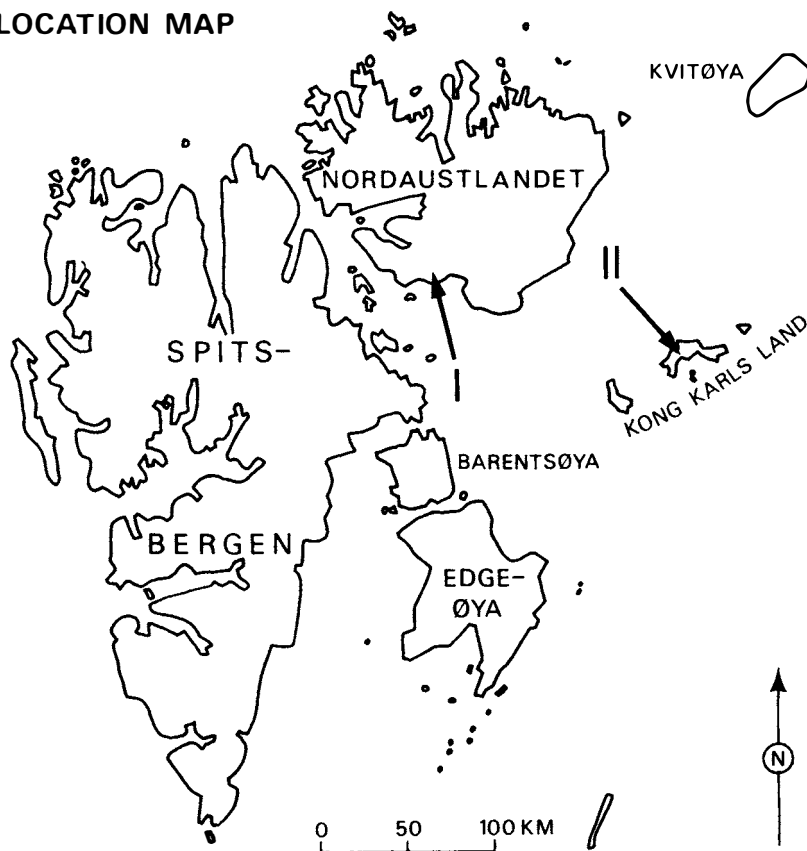 LOCATION MAP
KVITØYA
NORDAUSTLANDET
II
SPITS-
I
KONG KARLS LAND
BARENTSØYA
BERGEN
EDGE-
ØYA
N
0 50 100 KM